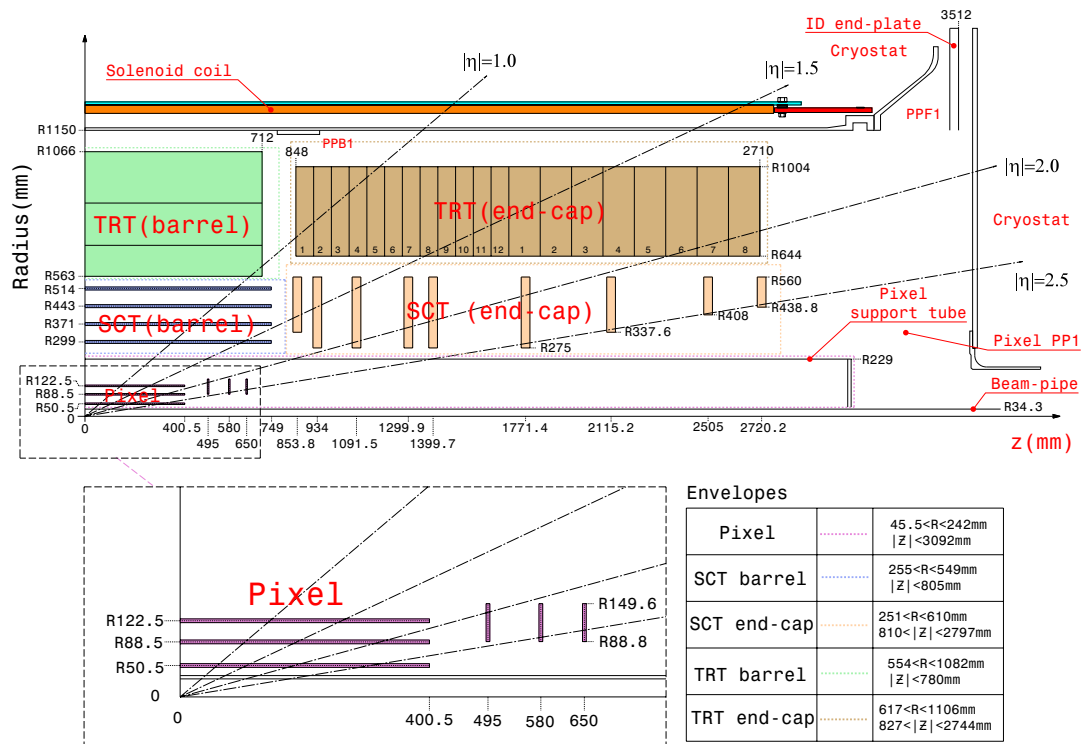 3512
ID end-plate
Cryostat
|η|=1.0
|η|=1.5
Solenoid coil
PPF1
R1150
712
PPB1
R1066
848
2710
R1004
|η|=2.0
Radius(mm)
TRT(barrel)
TRT(end-cap)
Cryostat
1 2 3 4 5 6 7 8 9 10 11 12 1 2 3 4 5 6 7 8
R644
R563
R560
|η|=2.5
R514
Pixel
support tube
R443
SCT(barrel)
SCT (end-cap)
R438.8
R408
R371
R337.6
Pixel PP1
R299
R275
R229
R122.5
Pixel
R88.5
Beam-pipe
R50.5
R34.3
0
0 400.5 580 749 934 1299.9 1771.4 2115.2 2505 2720.2
495 650 853.8 1091.5 1399.7
z(mm)
Pixel
R122.5
R149.6
R88.5
R88.8
R50.5
0
0
400.5 495 580 650
Envelopes
Pixel 45.5<R<242mm
|Z|<3092mm
SCT barrel 255<R<549mm
|Z|<805mm
SCT end-cap 251<R<610mm
810<|Z|<2797mm
TRT barrel 554<R<1082mm
|Z|<780mm
TRT end-cap 617<R<1106mm
827<|Z|<2744mm